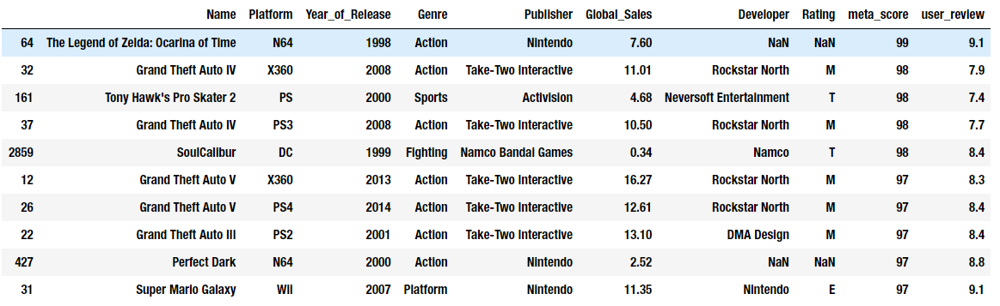 Name Platform Year_of_Release Genre Publisher Global_Sales Developer Rating meta_score user_review
64 The Legend of Zelda: Ocarina of Time N64 1998 Action Nintendo 7.60 NaN NaN 99 9.1
32 Grand Theft Auto IV X360 2008 Action Take-Two Interactive 11.01 Rockstar North M 98 7.9
161 Tony Hawk's Pro Skater 2 PS 2000 Sports Activision 4.68 Neversoft Entertainment T 98 7.4
37 Grand Theft Auto IV PS3 2008 Action Take-Two Interactive 10.50 Rockstar North M 98 7.7
2859 SoulCalibur DC 1999 Fighting Namco Bandai Games 0.34 Namco T 98 8.4
12 Grand Theft Auto V X360 2013 Action Take-Two Interactive 16.27 Rockstar North M 97 8.3
26 Grand Theft Auto V PS4 2014 Action Take-Two Interactive 12.61 Rockstar North M 97 8.4
22 Grand Theft Auto III PS2 2001 Action Take-Two Interactive 13.10 DMA Design M 97 8.4
427 Perfect Dark N64 2000 Action Nintendo 2.52 NaN NaN 97 8.8
31 Super Mario Galaxy Wii 2007 Platform Nintendo 11.35 Nintendo E 97 9.1